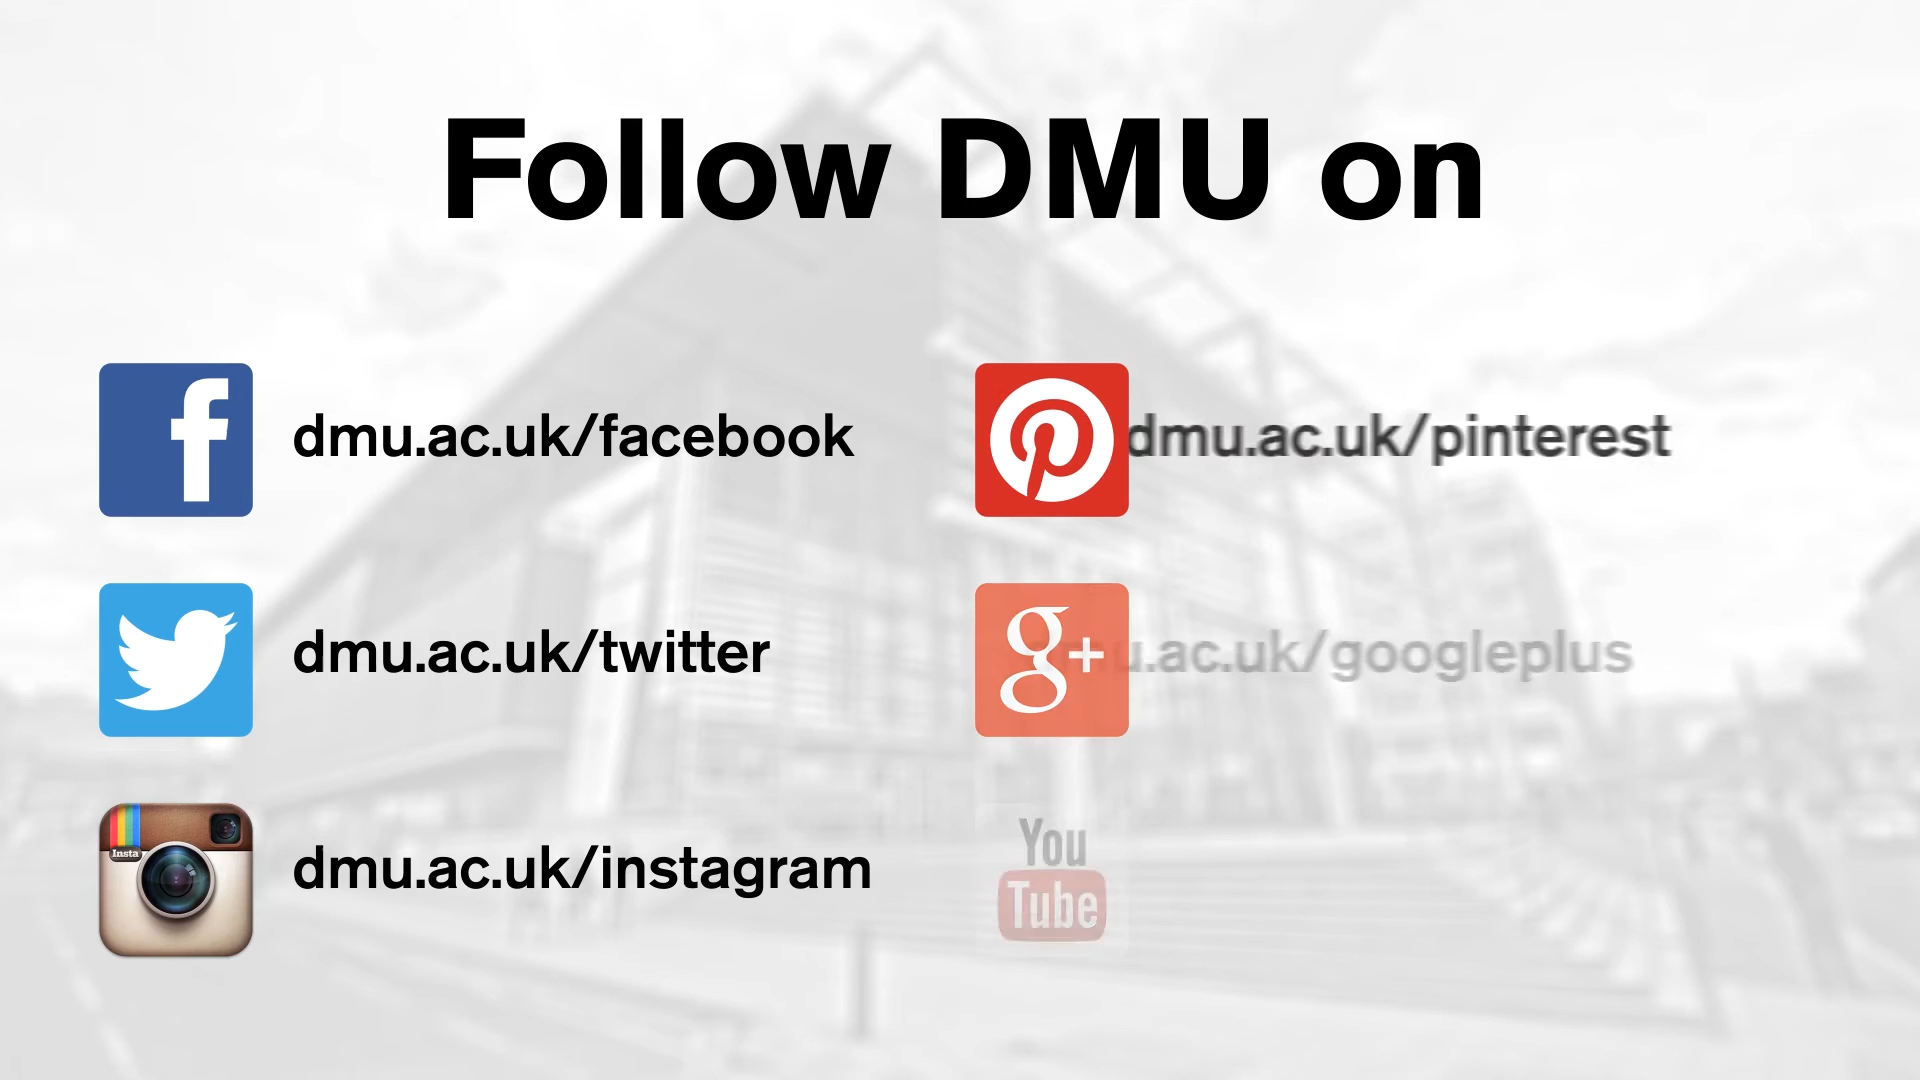 Follow DMU on
dmu.ac.uk/facebook
dmu.ac.uk/twitter
Insta
dmu.ac.uk/instagram
dmu.ac.uk/pinterest
g+
u.ac.uk/googleplus
You
Tube